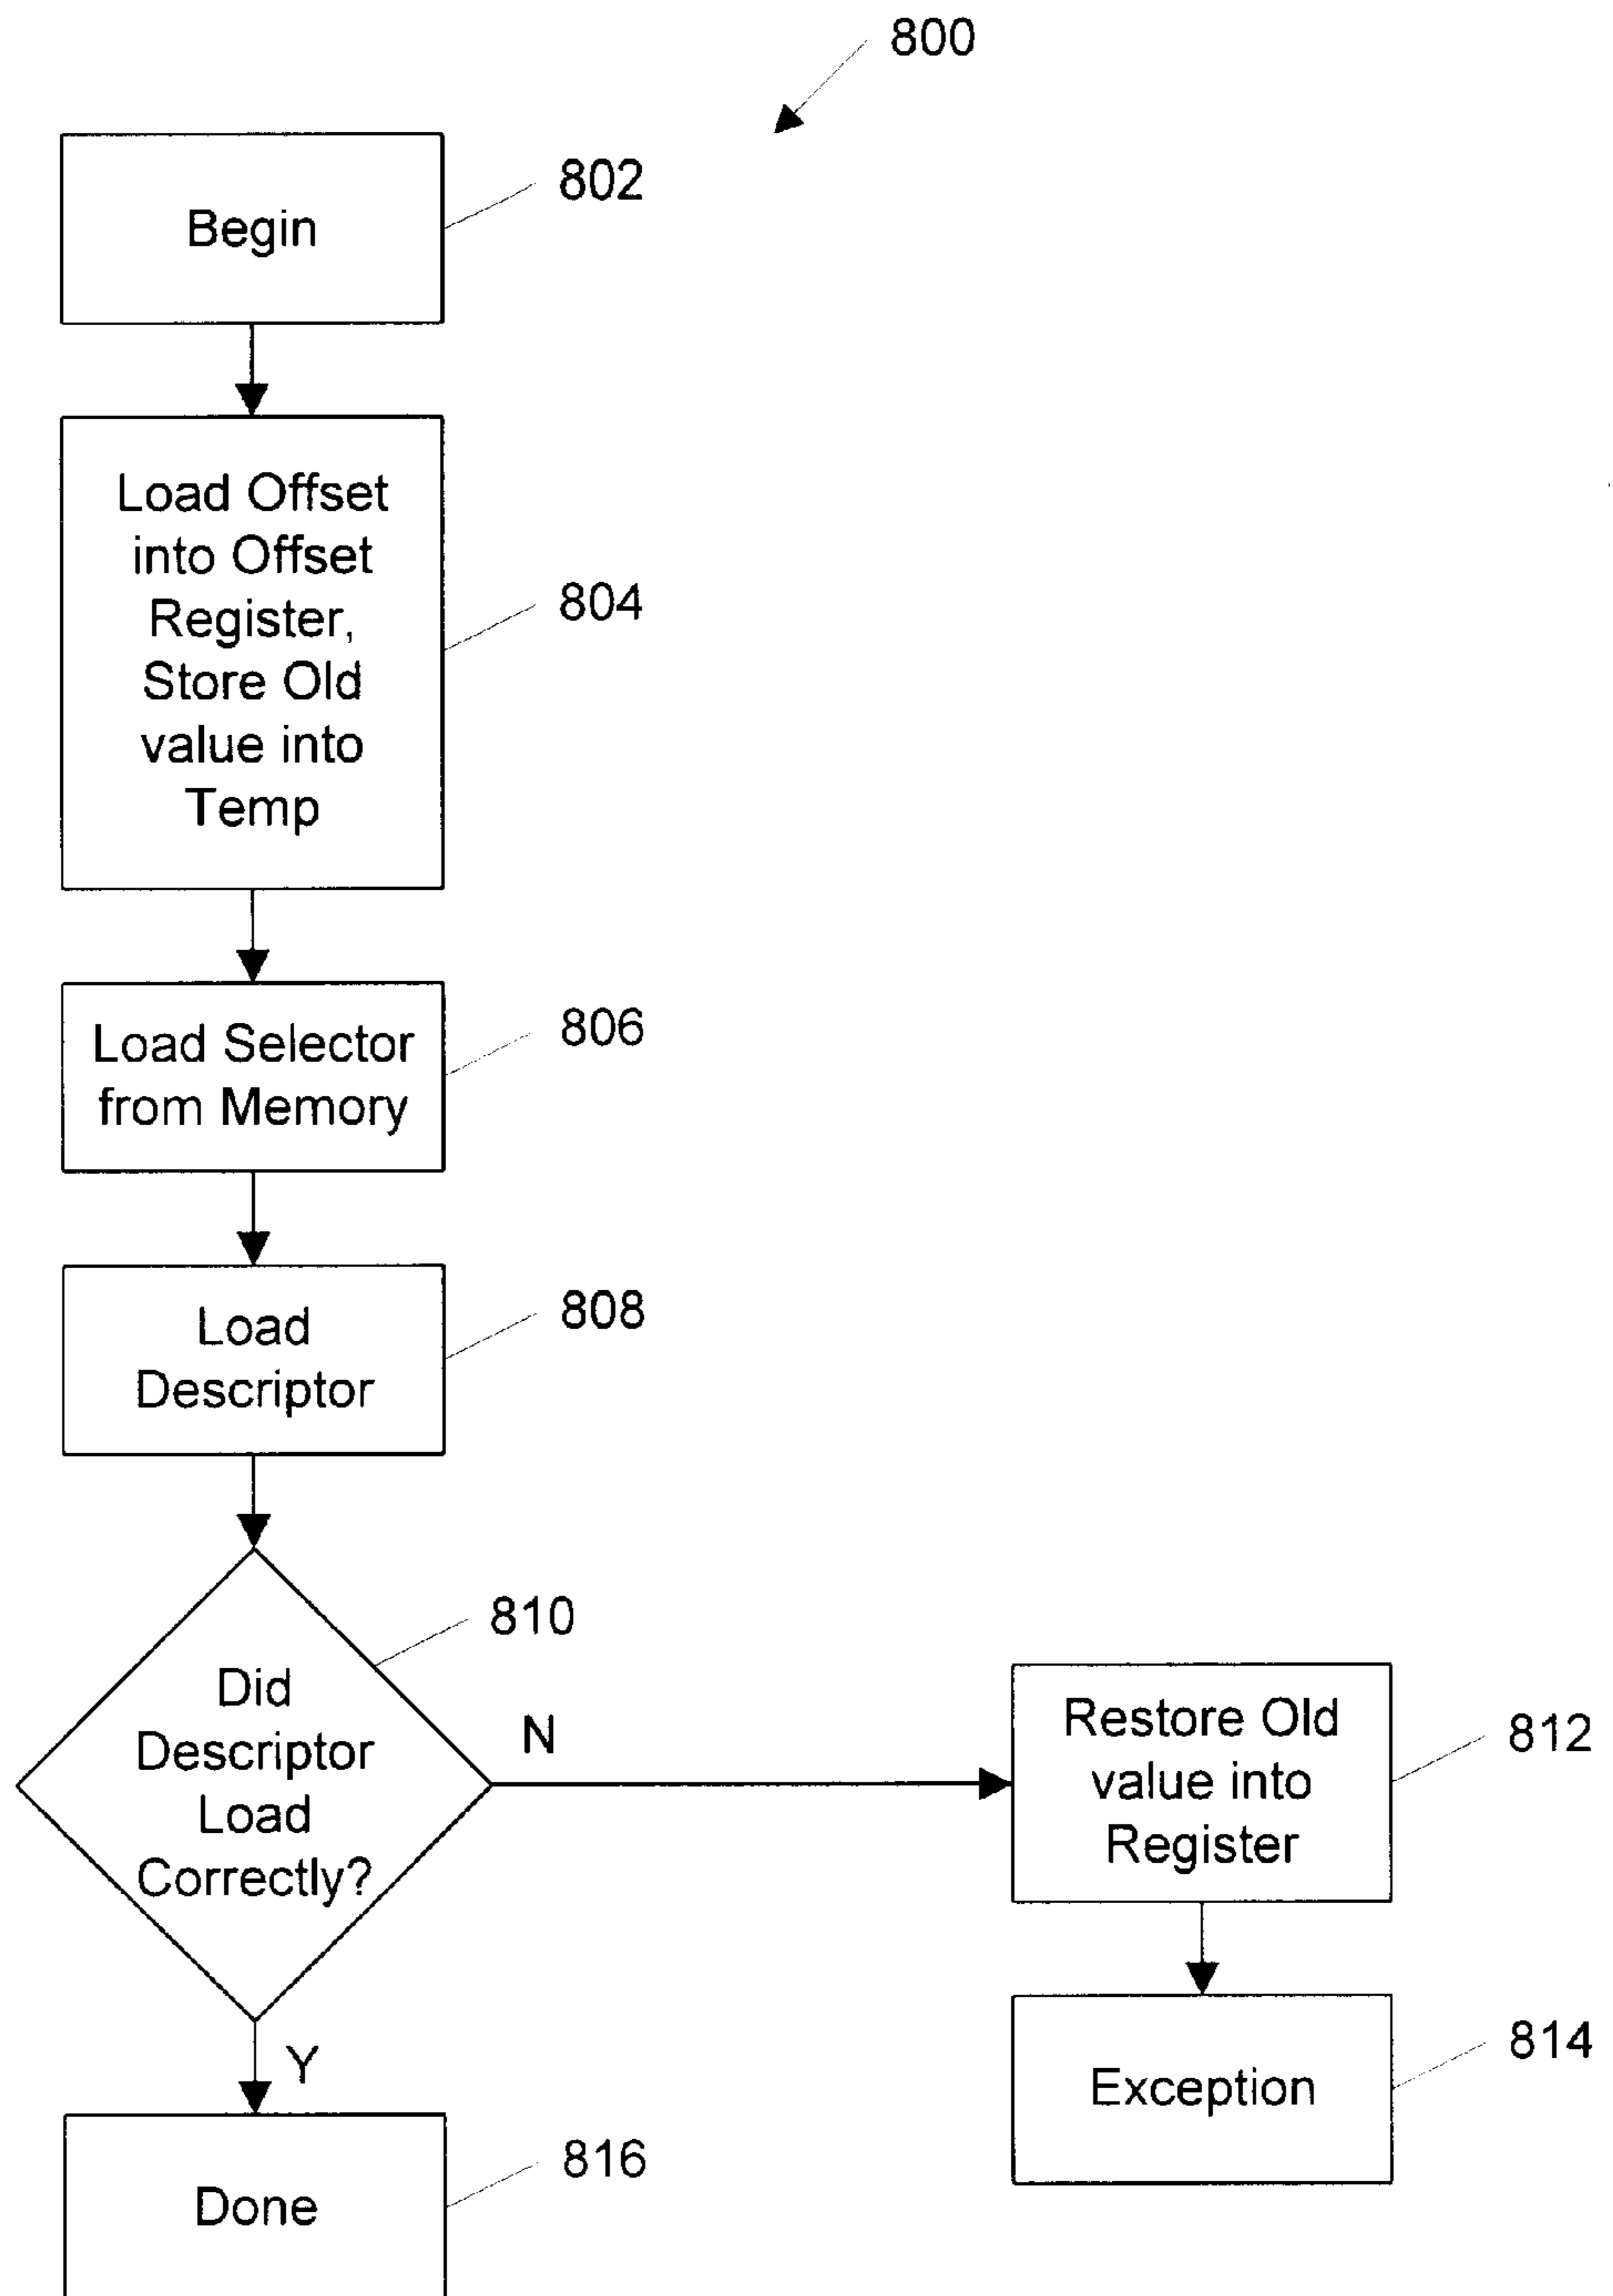 800
802
Begin
Load Offset
into Offset
Register,
Store Old
value into
Temp
804
Load Selector
from Memory
806
Load
Descriptor
808
810
Did
Descriptor
Load
Correctly?
N
Restore Old
value into
Register
812
Y
Exception
814
Done
816